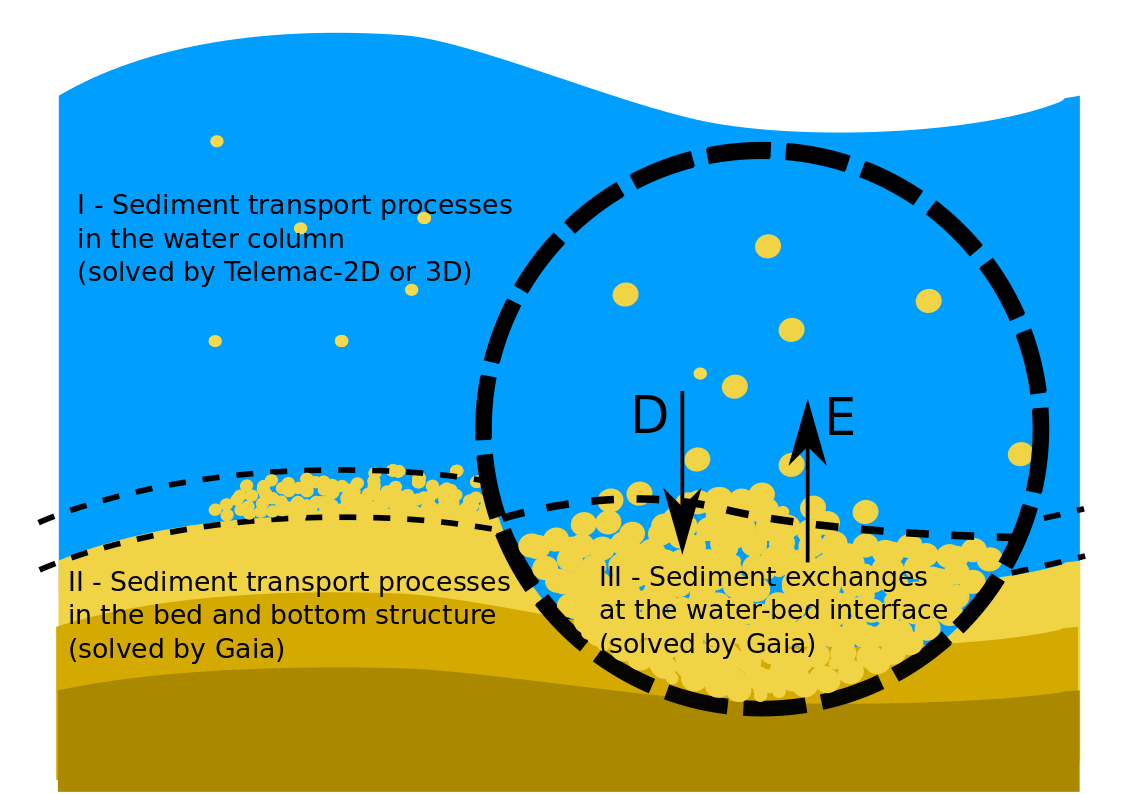 I - Sediment transport processes
in the water column
(solved by Telemac-2D or 3D)
D
E
II - Sediment transport processes
in the bed and bottom structure
(solved by Gaia)
III - Sediment exchanges
at the water-bed interface
(solved by Gaia)